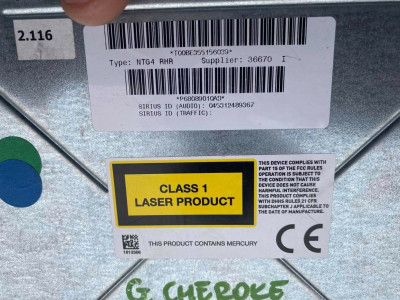 2.116
*T00BE355156039*
Type: NTG4 RHR Supplier: 36670 I
*P68089010AD*
SIRIUS ID (AUDIO): 045312489367
SIRIUS ID (TRAFFIC):
CLASS 1
LASER PRODUCT
THIS DEVICE COMPLIES WITH
PART 15 OF THE FCC RULES
OPERATION IS SUBJECT TO
THE CONDITION THAT THIS
DEVICE DOES NOT CAUSE
HARMFUL INTERFERENCE.
THIS PRODUCT COMPLIES
WITH DHHS RULES 21 CFR
SUBCHAPTER J APPLICABLE TO
THE DATE OF MANUFACTURE.
THIS PRODUCT CONTAINS MERCURY
CE
G. CHEROKE